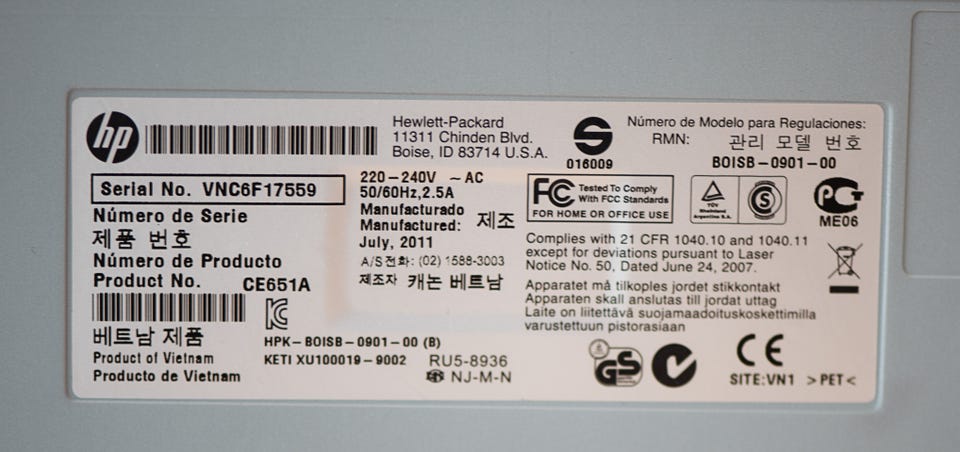 hp
Hewlett-Packard
11311 Chinden Blvd.
Boise, ID 83714 U.S.A.
016009
Número de Modelo para Regulaciones:
RMN: 관리 모델 번호
BOISB-0901-00
Serial No. VNC6F17559
Número de Serie
제품 번호
Número de Producto
Product No. CE651A
베트남 제품
Product of Vietnam
Producto de Vietnam
220-240V ~ AC
50/60Hz, 2.5A
Manufacturado
Manufactured: 제조
July, 2011
A/S전화: (02) 1588-3003
제조자 캐논 베트남
HPK-BOISB-0901-00 (B)
KETI XU100019-9002
RU5-8936
NJ-M-N
FC Tested To Comply
With FCC Standards
FOR HOME OR OFFICE USE
TÜV
Rheinland
Argentina S.A.
S
PCT
ME06
Complies with 21 CFR 1040.10 and 1040.11
except for deviations pursuant to Laser
Notice No. 50, Dated June 24, 2007.
Apparatet må tilkoples jordet stikkontakt
Apparaten skall anslutas till jordat uttag
Laite on liitettävä suojamaadoituskoskettimilla
varustettuun pistorasiaan
GS
CE
SITE:VN1 >PET<